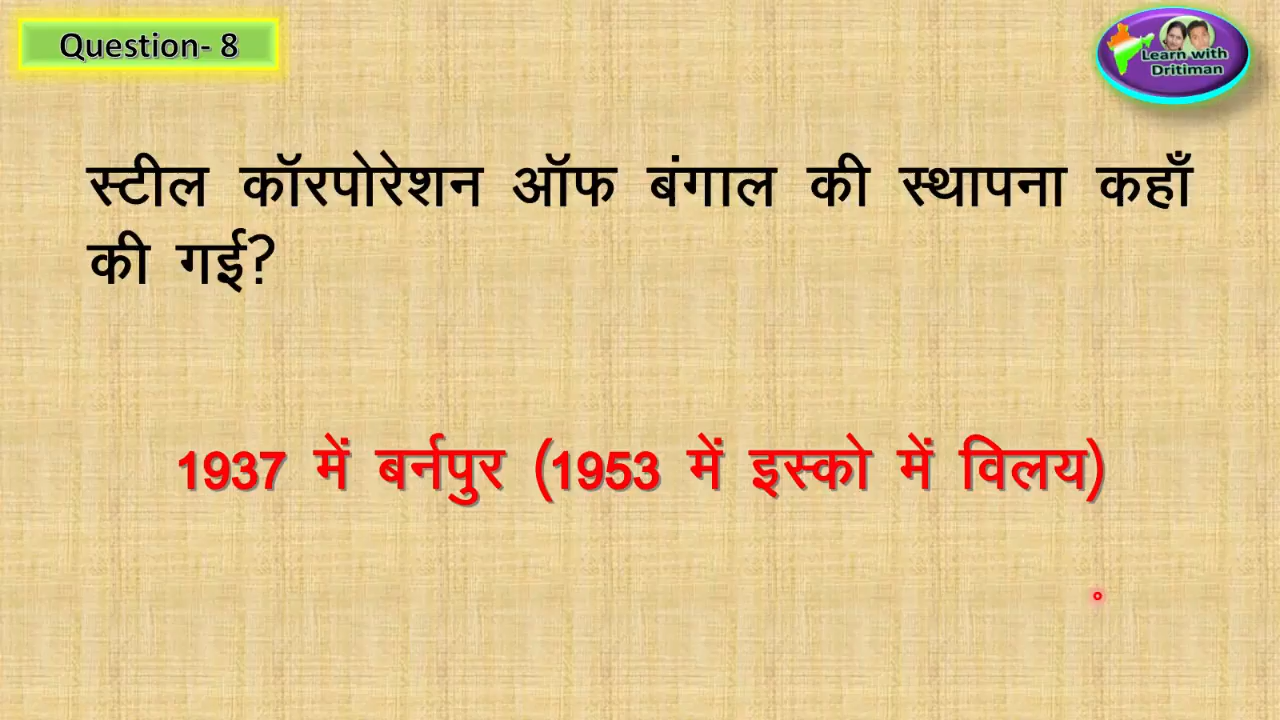 Question- 8
Learn with
Dritiman
स्टील कॉरपोरेशन ऑफ बंगाल की स्थापना कहाँ
की गई?
1937 में बर्नपुर (1953 में इस्को में विलय)